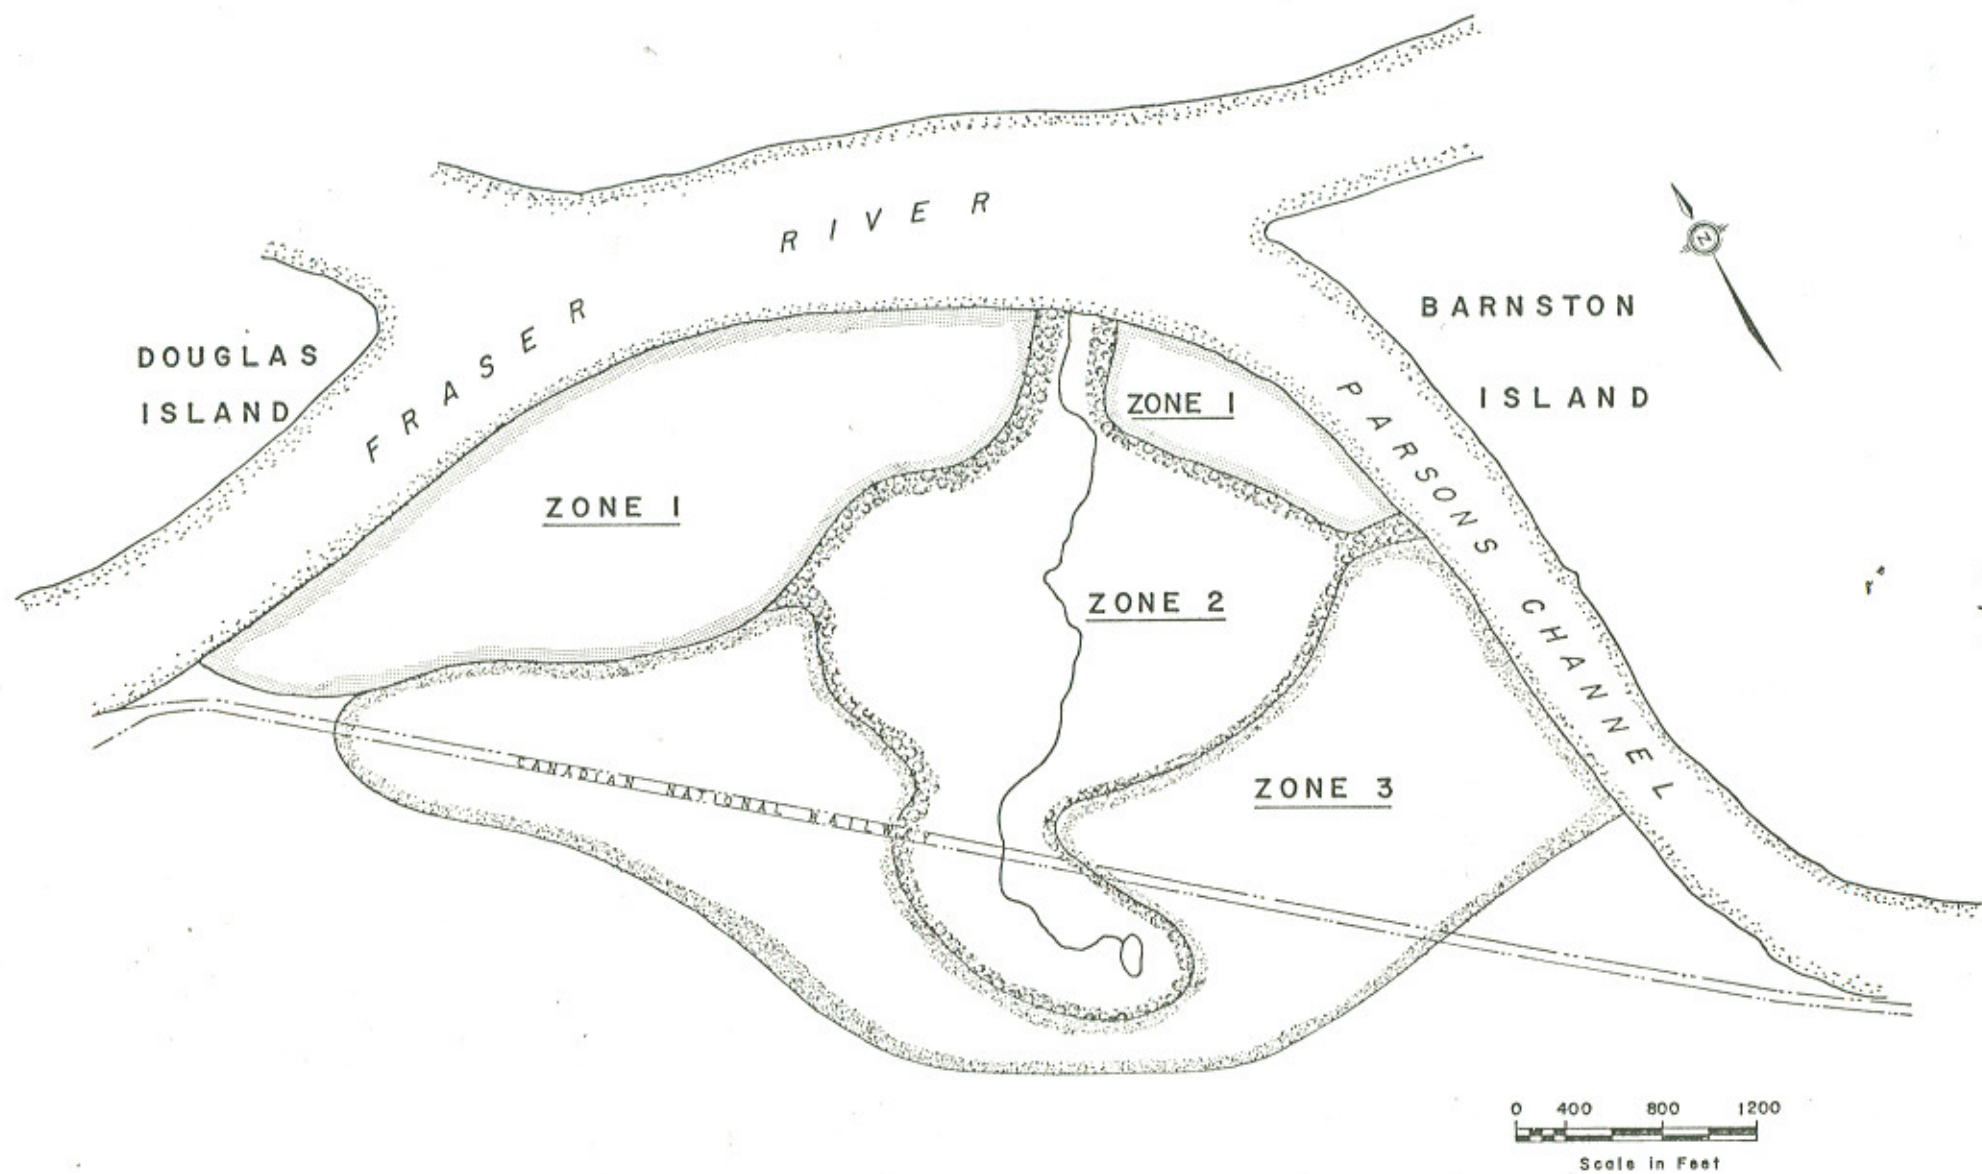 RIVER
FRASER
DOUGLAS
ISLAND
BARNSTON
ISLAND
PARSONS CHANNEL
ZONE 1
ZONE 1
ZONE 2
ZONE 3
CANADIAN NATIONAL RAILWAY
N
0 400 800 1200
Scale in Feet